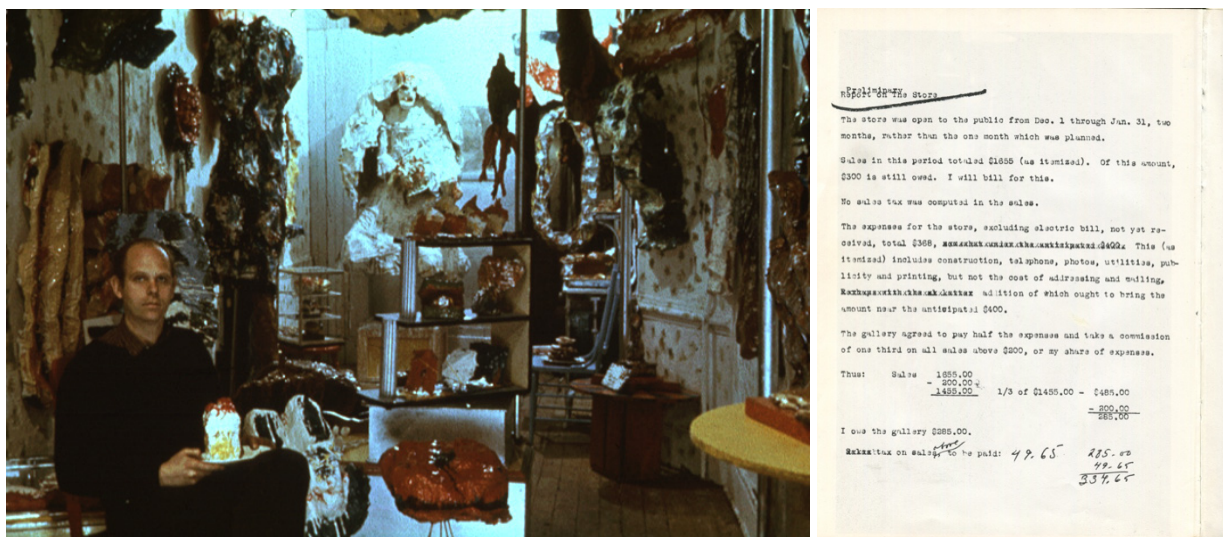 Preliminary
Report on The Store
The store was open to the public from Dec. 1 through Jan. 31, two
months, rather than the one month which was planned.
Sales in this period totaled $1655 (as itemized). Of this amount,
$300 is still owed. I will bill for this.
No sales tax was computed in the sales.
The expenses for the store, excluding electric bill, not yet re-
ceived, total $368, This (as
itemized) includes construction, telephone, photos, utilities, pub-
licity and printing, but not the cost of addressing and mailing,
addition of which ought to bring the
amount near the anticipated $400.
The gallery agreed to pay half the expenses and take a commission
of one third on all sales above $200, or my share of expenses.
Thus: Sales 1655.00
- 200.00
1455.00 1/3 of $1455.00 - $485.00
- 200.00
285.00
I owe the gallery $285.00.
above
tax on sales to be paid: 49.65 285.00
49.65
334.65